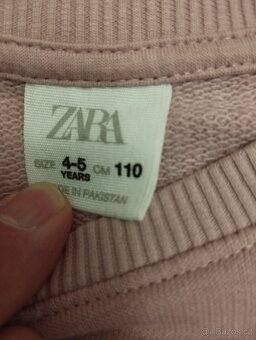 ZARA
SIZE 4-5 CM 110
YEARS
DE IN PAKISTAN